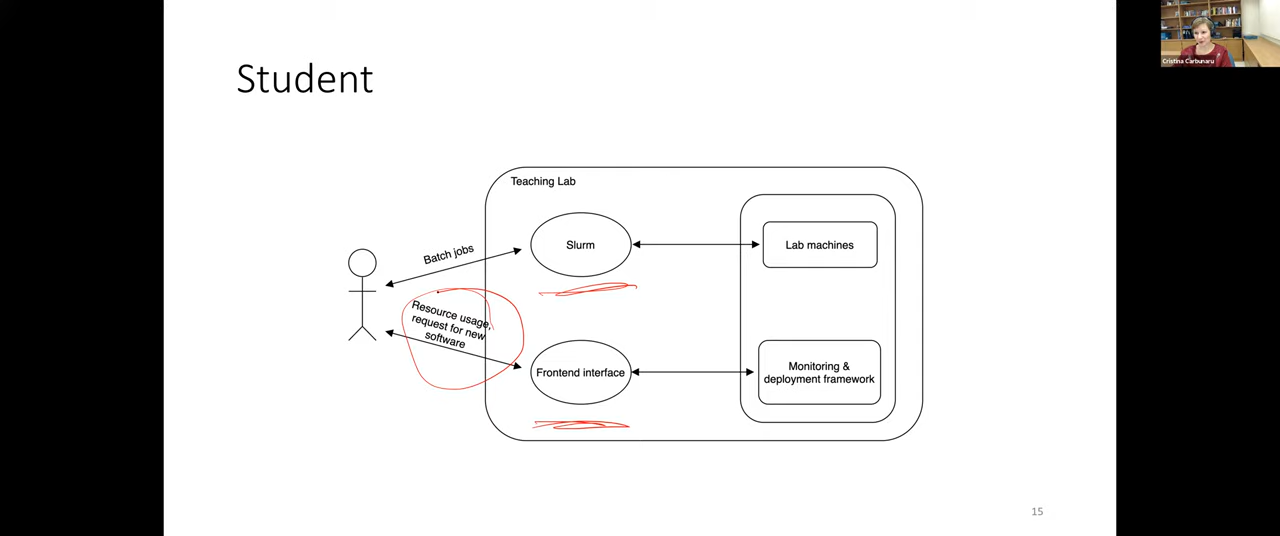 Cristina Carbunaru
Student
Teaching Lab
Batch jobs
Slurm
Lab machines
Resource usage,
request for new
software
Frontend interface
Monitoring &
deployment framework
15